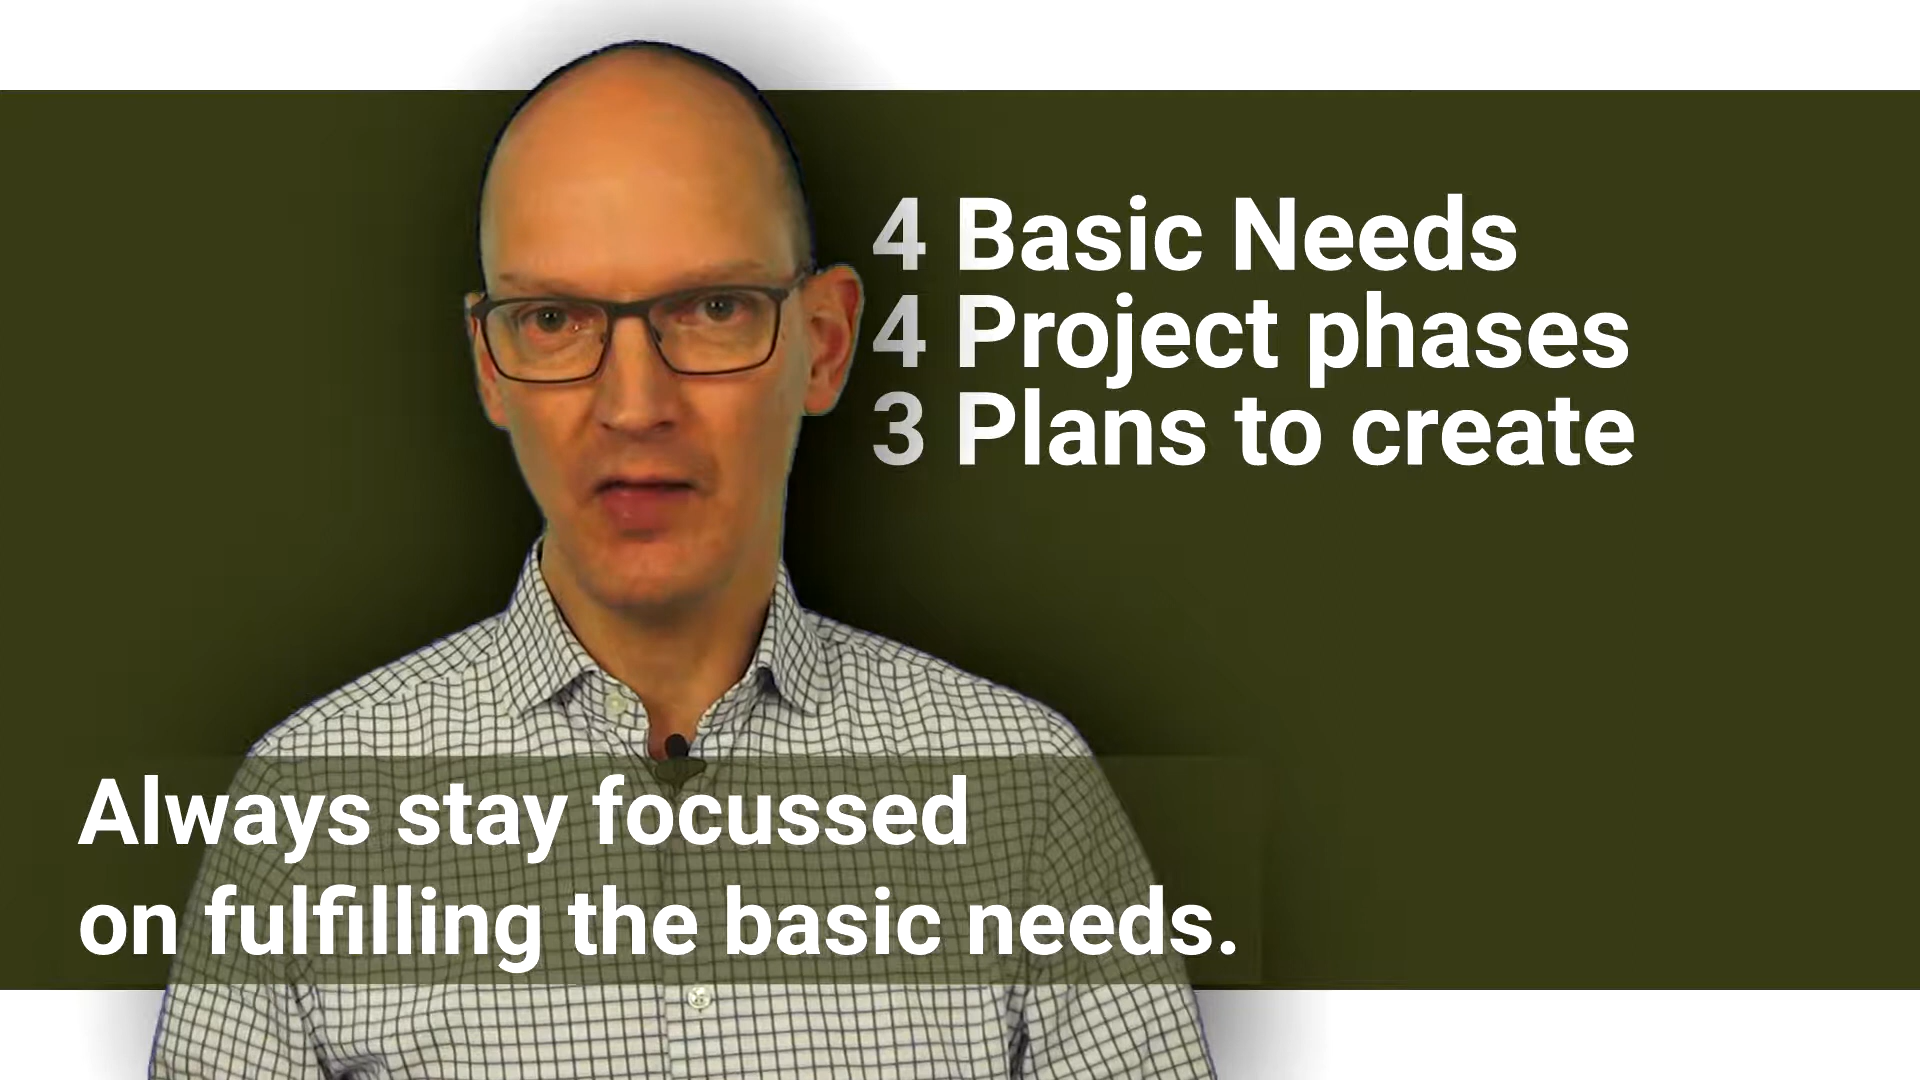 4 Basic Needs
4 Project phases
3 Plans to create
Always stay focussed
on fulfilling the basic needs.